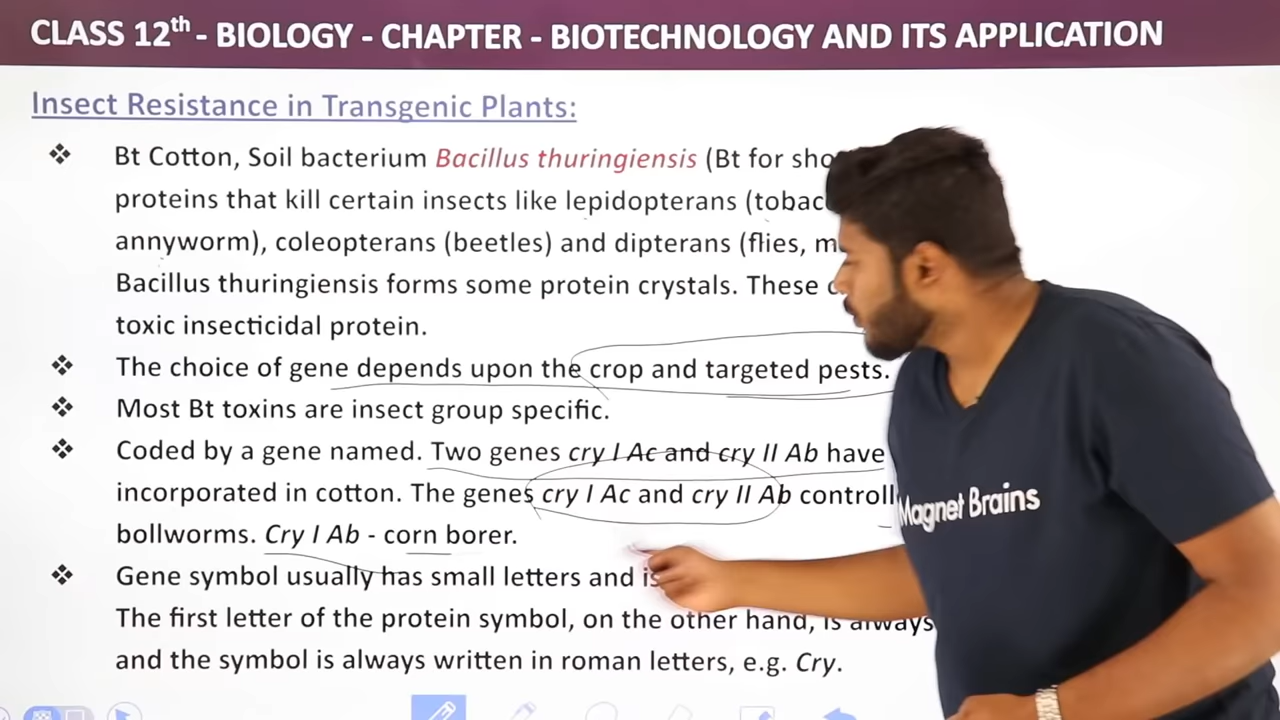 CLASS 12th - BIOLOGY - CHAPTER - BIOTECHNOLOGY AND ITS APPLICATION
Insect Resistance in Transgenic Plants:
❖ Bt Cotton, Soil bacterium Bacillus thuringiensis (Bt for
proteins that kill certain insects like lepidopterans
annyworm), coleopterans (beetles) and dipterans (flies,
Bacillus thuringiensis forms some protein crystals. These
toxic insecticidal protein.
❖ The choice of gene depends upon the crop and targeted pests.
❖ Most Bt toxins are insect group specific.
❖ Coded by a gene named. Two genes cry I Ac and cry II Ab have
incorporated in cotton. The genes cry I Ac and cry II Ab
bollworms. Cry I Ab - corn borer.
❖ Gene symbol usually has small letters and
The first letter of the protein symbol, on the other hand, is always
and the symbol is always written in roman letters, e.g. Cry.
Magnet Brains